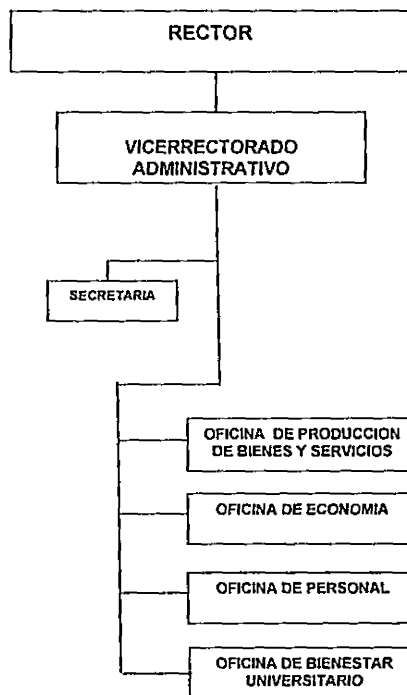 RECTOR
VICERRECTORADO
ADMINISTRATIVO
SECRETARIA
OFICINA DE PRODUCCION
DE BIENES Y SERVICIOS
OFICINA DE ECONOMIA
OFICINA DE PERSONAL
OFICINA DE BIENESTAR
UNIVERSITARIO